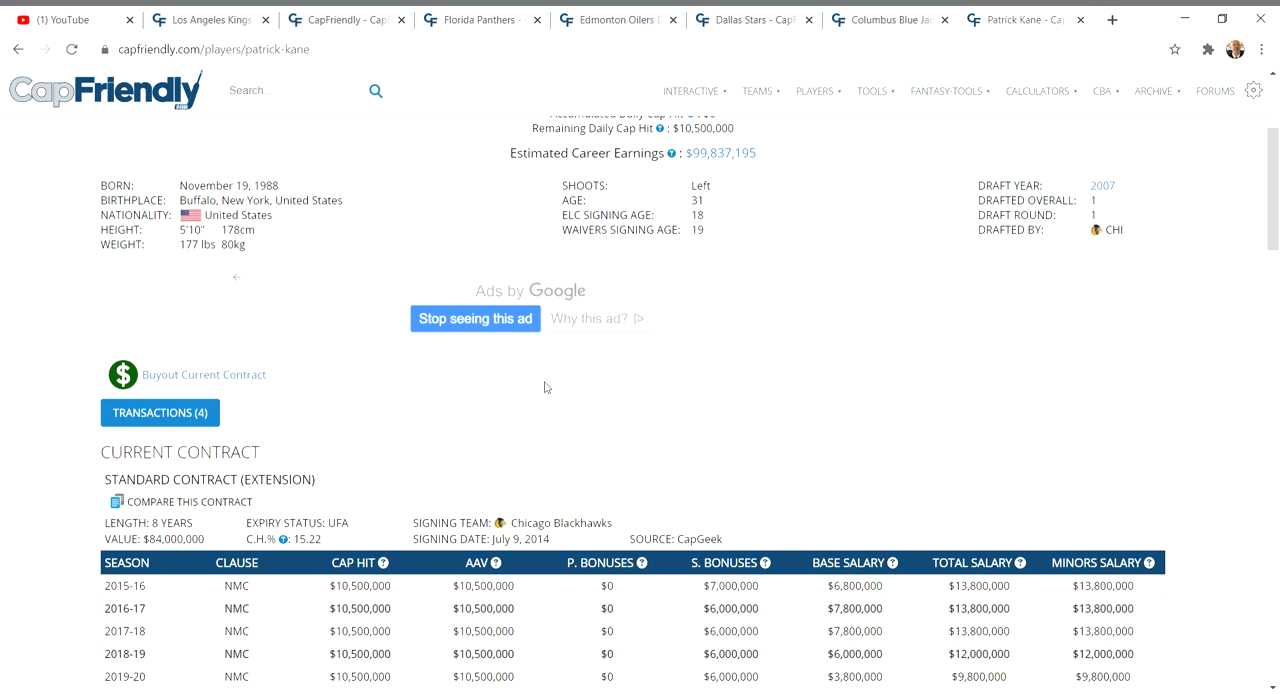 (1) YouTube
Los Angeles Kings
CapFriendly - Cap
Florida Panthers -
Edmonton Oilers
Dallas Stars - CapF
Columbus Blue Ja
Patrick Kane - Ca
capfriendly.com/players/patrick-kane
CapFriendly
Search...
INTERACTIVE
TEAMS
PLAYERS
TOOLS
FANTASY-TOOLS
CALCULATORS
CBA
ARCHIVE
FORUMS
Remaining Daily Cap Hit ? : $10,500,000
Estimated Career Earnings ? : $99,837,195
BORN: November 19, 1988 SHOOTS: Left DRAFT YEAR: 2007
BIRTHPLACE: Buffalo, New York, United States AGE: 31 DRAFTED OVERALL: 1
NATIONALITY: United States ELC SIGNING AGE: 18 DRAFT ROUND: 1
HEIGHT: 5'10" 178cm WAIVERS SIGNING AGE: 19 DRAFTED BY: CHI
WEIGHT: 177 lbs 80kg
Ads by Google
Stop seeing this ad Why this ad?
$ Buyout Current Contract
TRANSACTIONS (4)
CURRENT CONTRACT
STANDARD CONTRACT (EXTENSION)
COMPARE THIS CONTRACT
LENGTH: 8 YEARS EXPIRY STATUS: UFA SIGNING TEAM: Chicago Blackhawks
VALUE: $84,000,000 C.H.% ?: 15.22 SIGNING DATE: July 9, 2014 SOURCE: CapGeek
SEASON CLAUSE CAP HIT ? AAV ? P. BONUSES ? S. BONUSES ? BASE SALARY ? TOTAL SALARY ? MINORS SALARY ?
2015-16 NMC $10,500,000 $10,500,000 $0 $7,000,000 $6,800,000 $13,800,000 $13,800,000
2016-17 NMC $10,500,000 $10,500,000 $0 $6,000,000 $7,800,000 $13,800,000 $13,800,000
2017-18 NMC $10,500,000 $10,500,000 $0 $6,000,000 $7,800,000 $13,800,000 $13,800,000
2018-19 NMC $10,500,000 $10,500,000 $0 $6,000,000 $6,000,000 $12,000,000 $12,000,000
2019-20 NMC $10,500,000 $10,500,000 $0 $6,000,000 $3,800,000 $9,800,000 $9,800,000